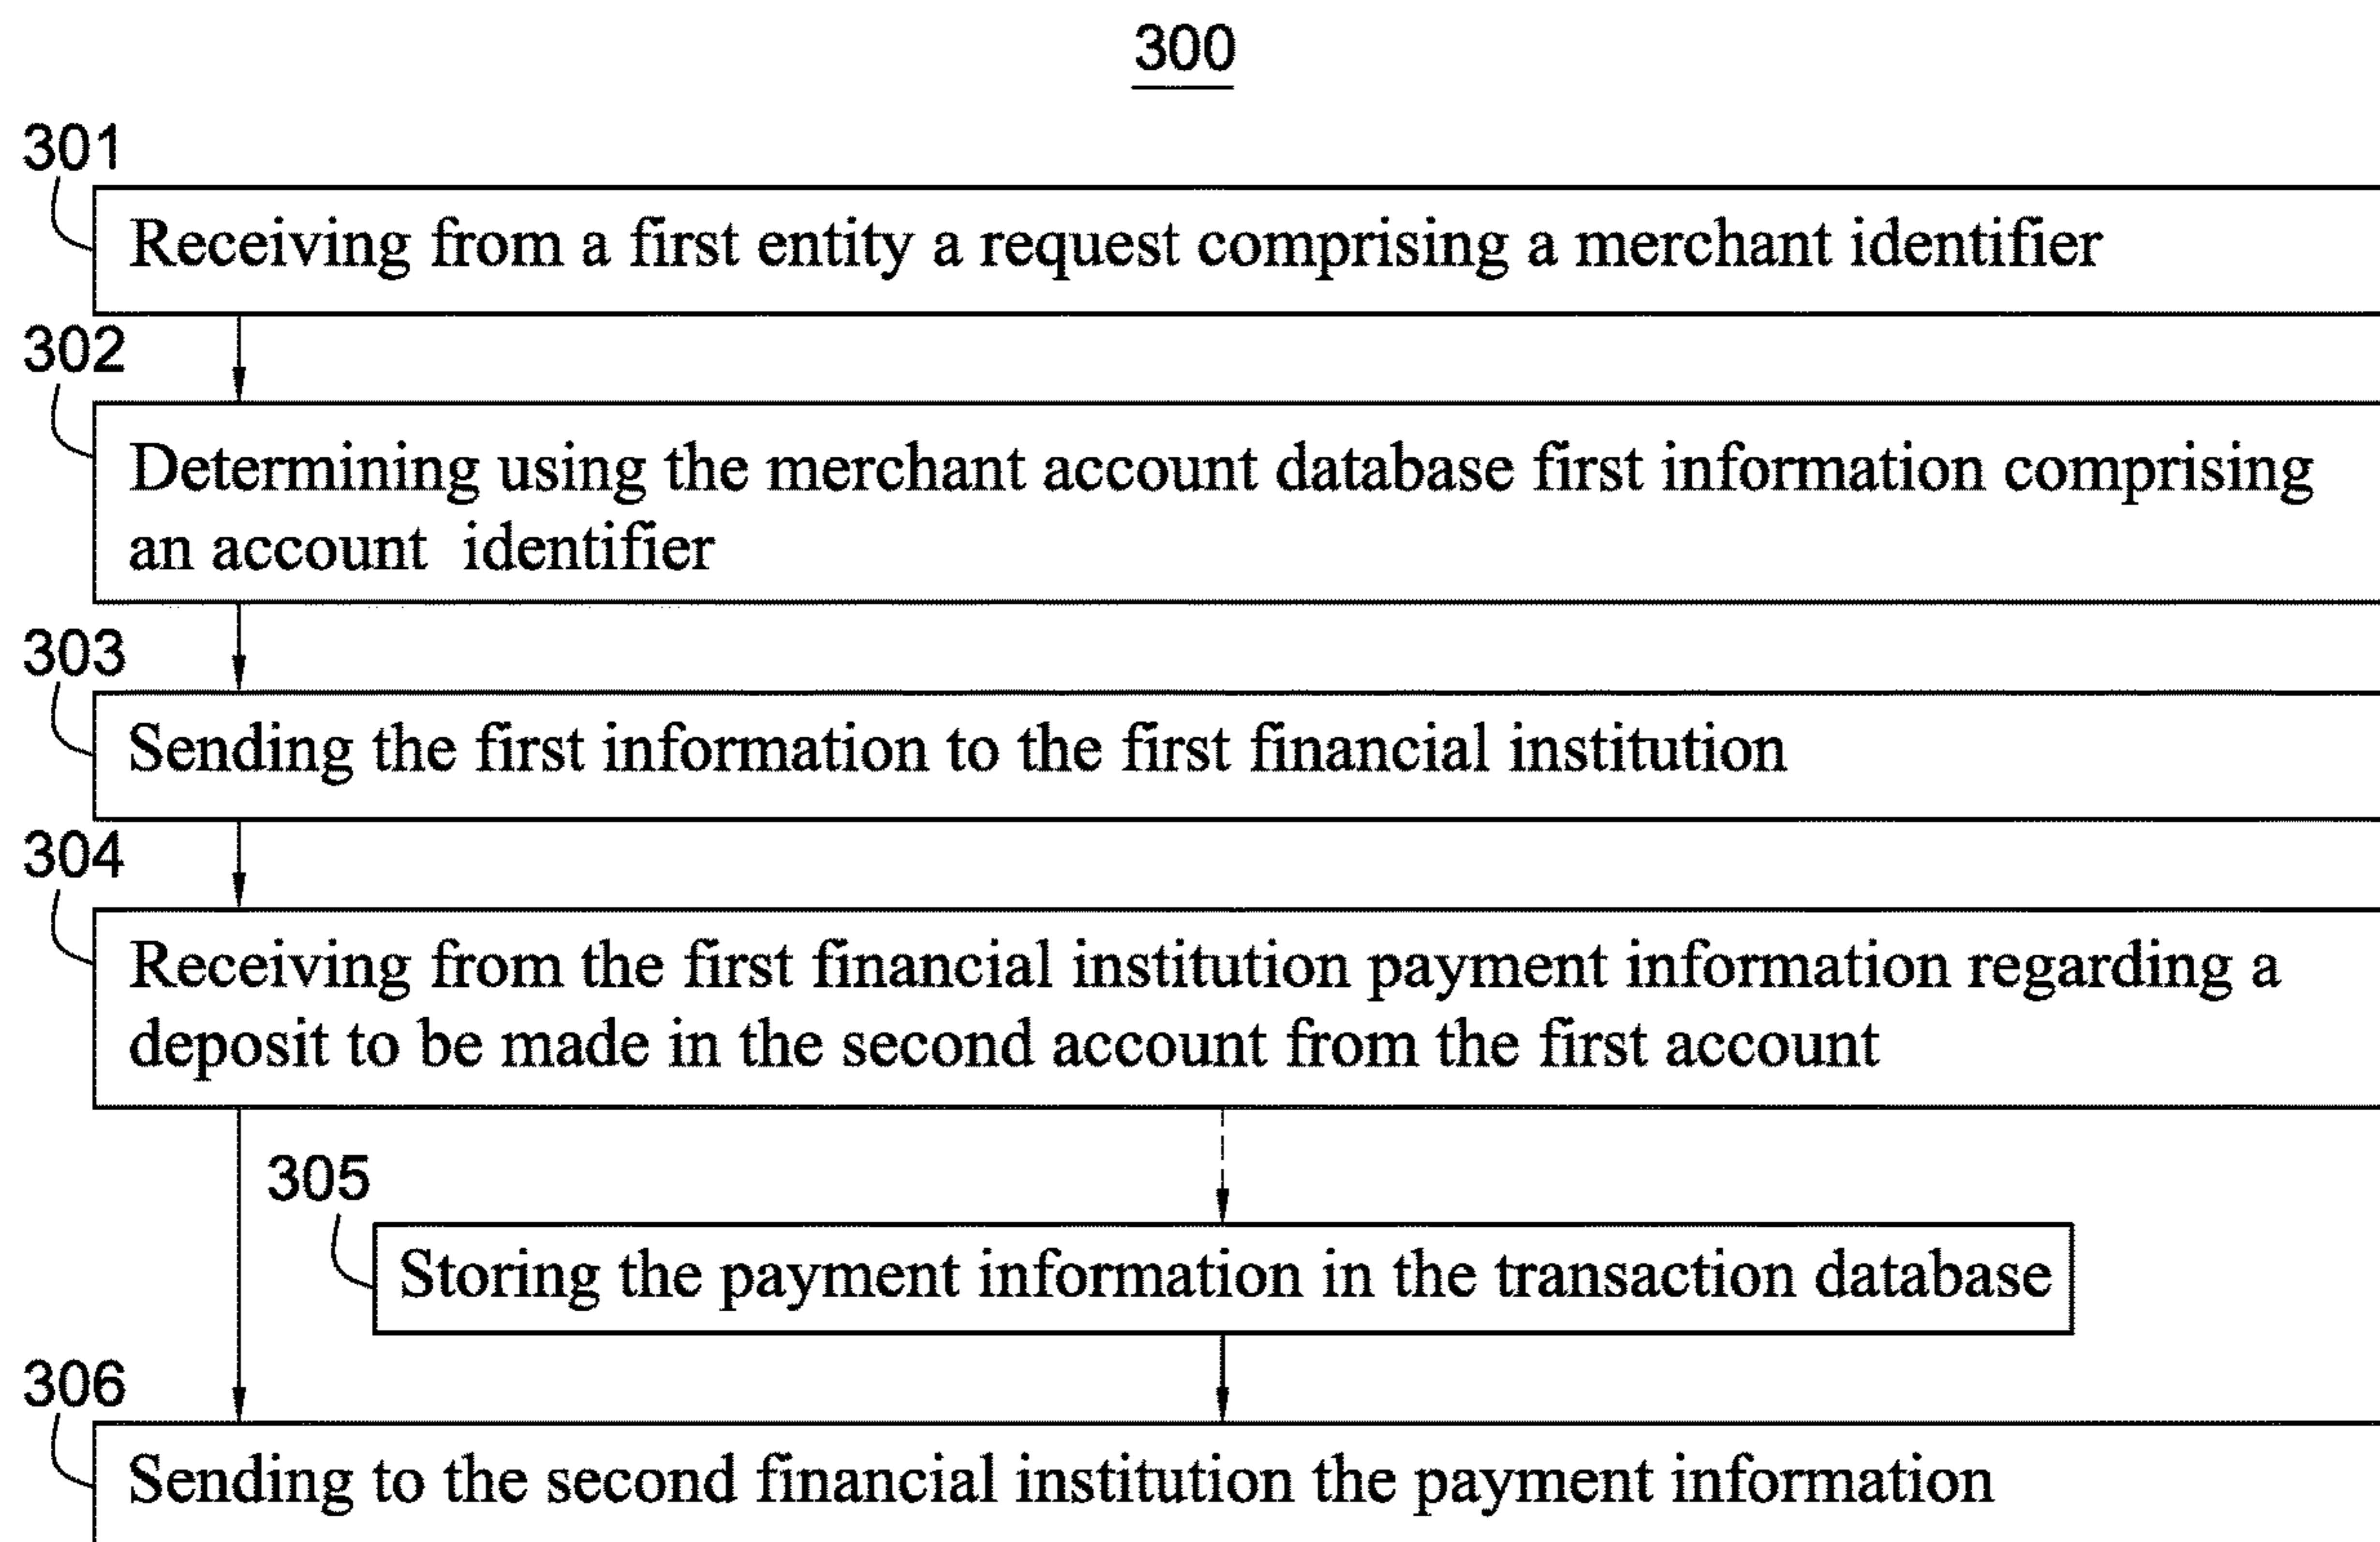 300
301
Receiving from a first entity a request comprising a merchant identifier
302
Determining using the merchant account database first information comprising
an account identifier
303
Sending the first information to the first financial institution
304
Receiving from the first financial institution payment information regarding a
deposit to be made in the second account from the first account
305
Storing the payment information in the transaction database
306
Sending to the second financial institution the payment information